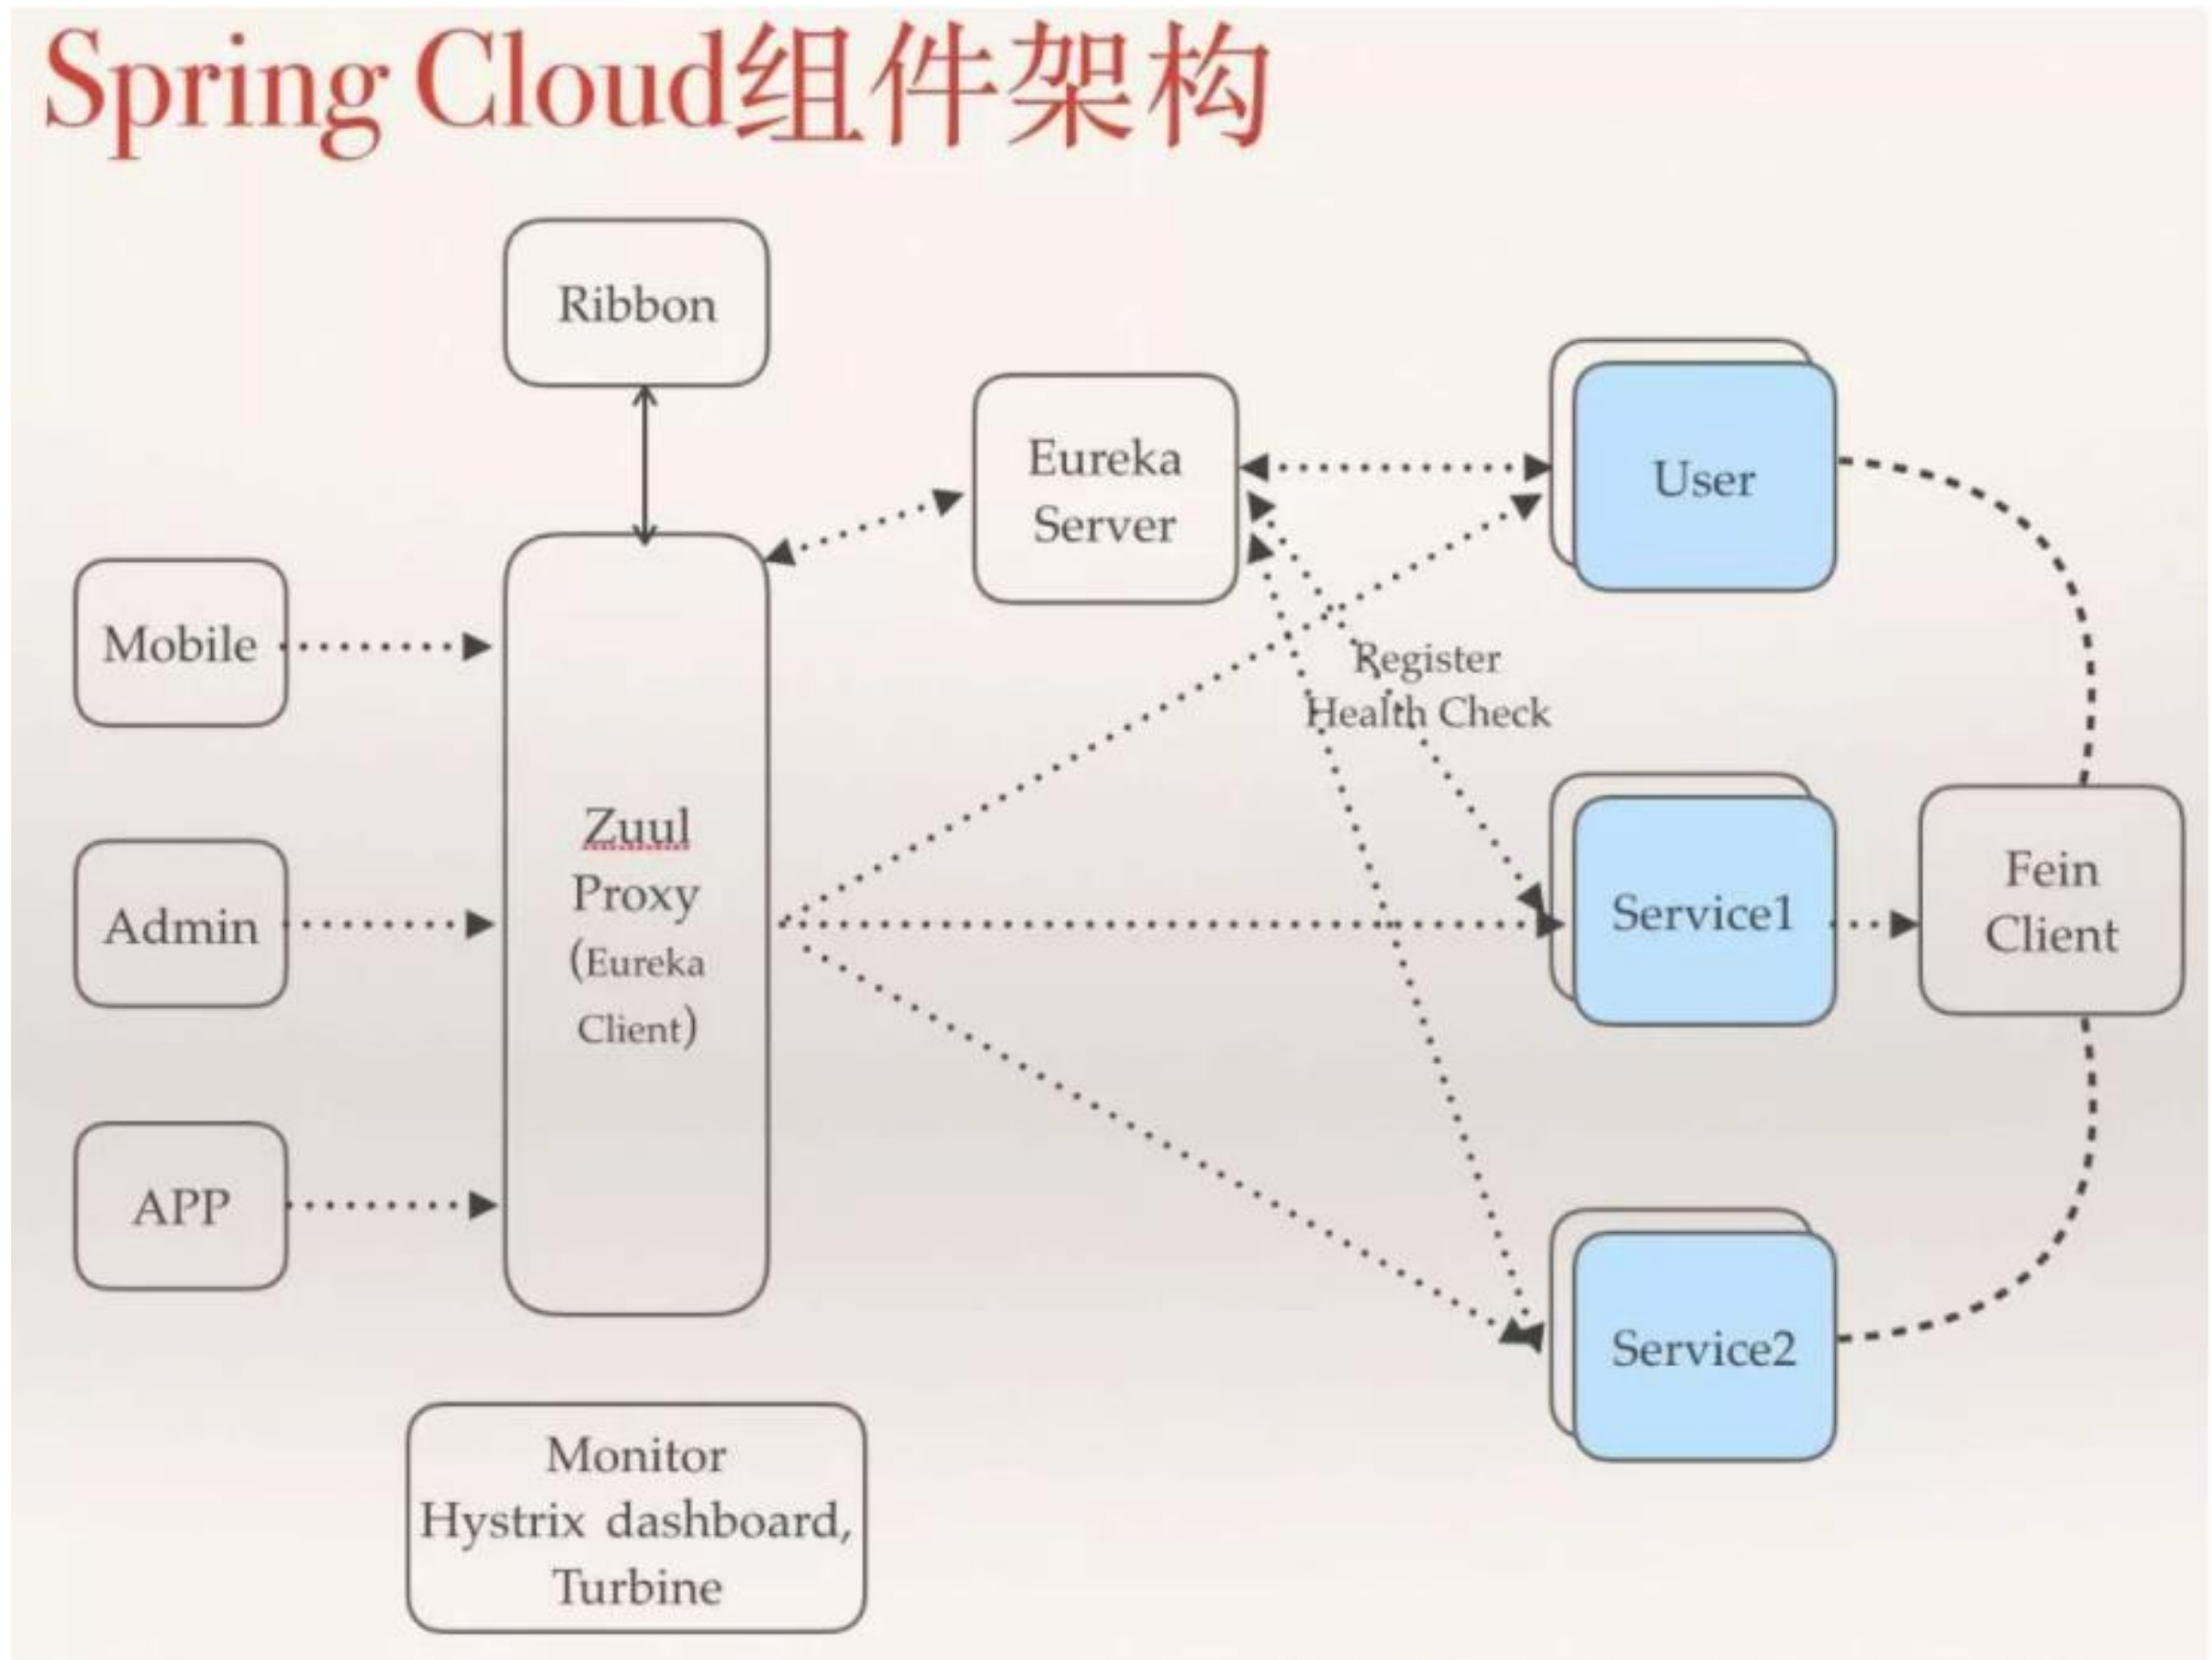 Spring Cloud组件架构
Ribbon
Eureka
Server
User
Mobile
Register
Health Check
Zuul
Proxy
(Eureka
Client)
Admin
Service1
Fein
Client
APP
Service2
Monitor
Hystrix dashboard,
Turbine